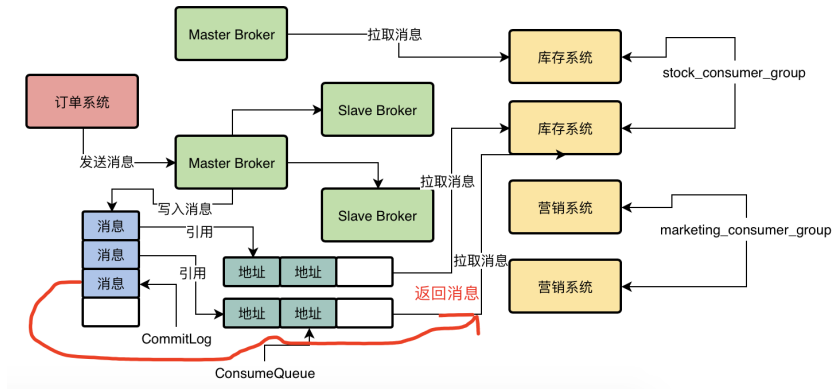 Master Broker
拉取消息
库存系统
stock_consumer_group
订单系统
Slave Broker
库存系统
发送消息
Master Broker
拉取消息
写入消息
Slave Broker
营销系统
marketing_consumer_group
消息
引用
消息
引用
地址
地址
拉取消息
营销系统
消息
返回消息
地址
地址
CommitLog
ConsumeQueue